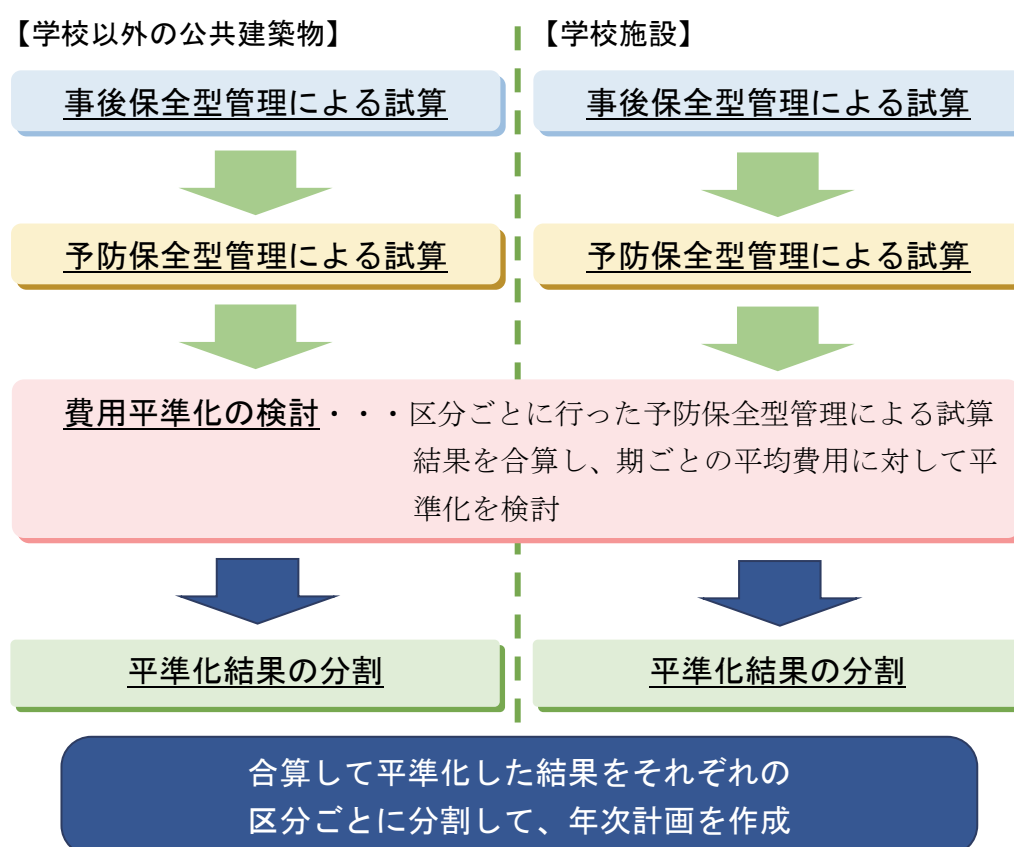 【学校以外の公共建築物】
【学校施設】
事後保全型管理による試算
事後保全型管理による試算
予防保全型管理による試算
予防保全型管理による試算
費用平準化の検討・・・区分ごとに行った予防保全型管理による試算
結果を合算し、期ごとの平均費用に対して平
準化を検討
平準化結果の分割
平準化結果の分割
合算して平準化した結果をそれぞれの
区分ごとに分割して、年次計画を作成